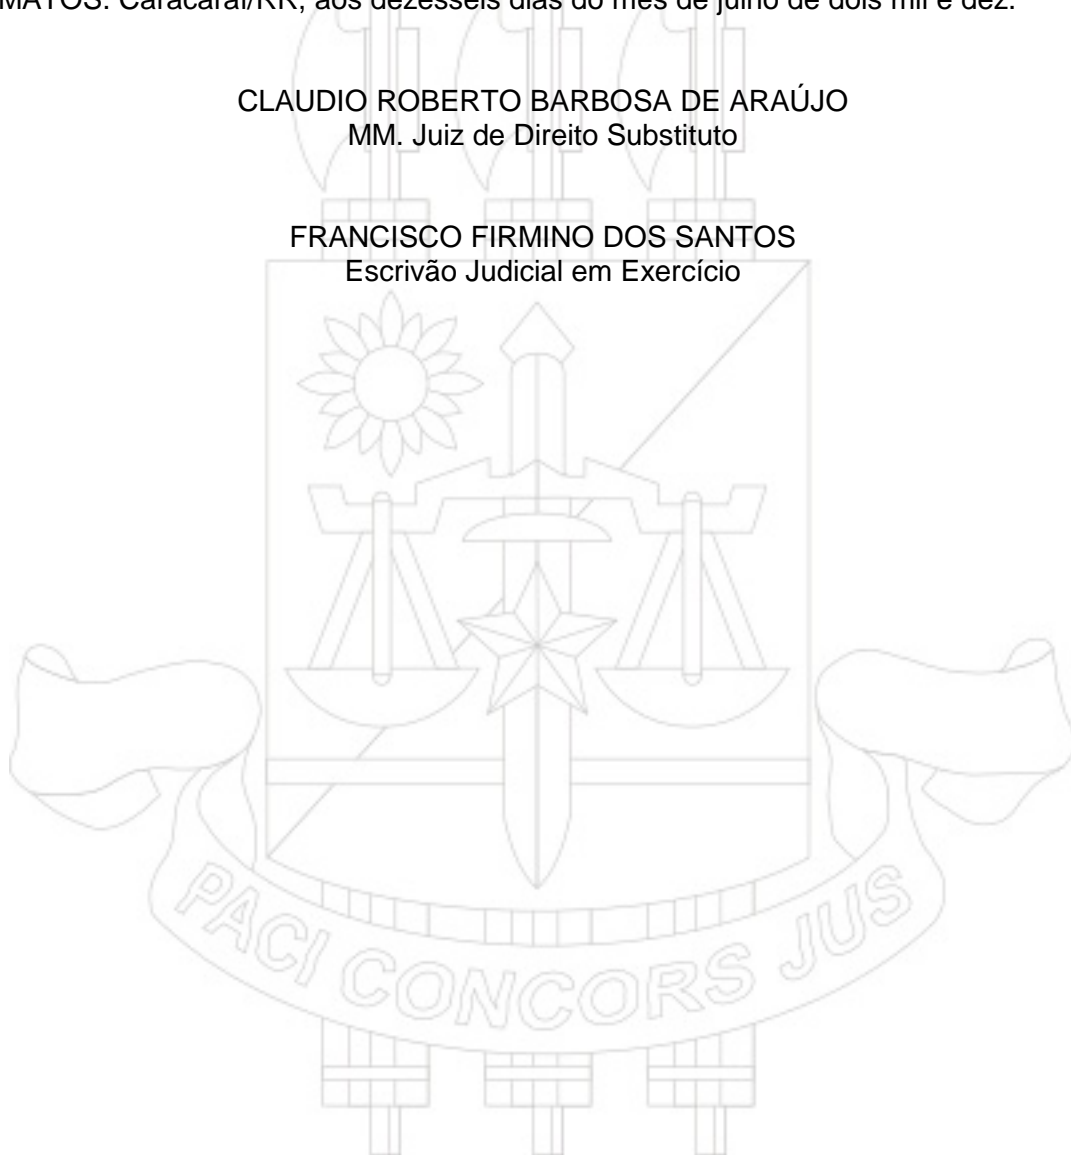 MATOS. Caracaraí/RR, aos dezesseis dias do mês de julho de dois mil e dez.
CLAUDIO ROBERTO BARBOSA DE ARAÚJO
MM. Juiz de Direito Substituto
FRANCISCO FIRMINO DOS SANTOS
Escrivão Judicial em Exercício
PACI CONCORS JUS